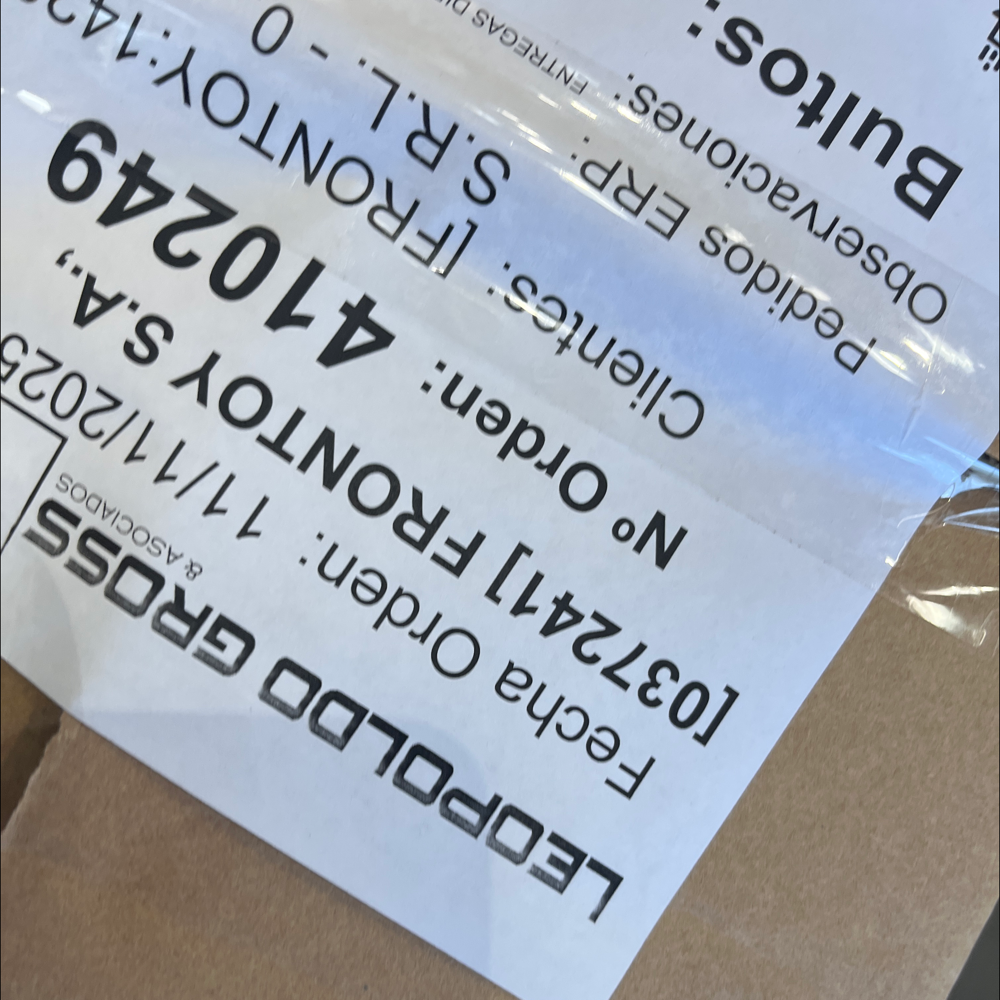 LEOPOLDO GROSS
& ASOCIADOS
Fecha Orden: 11/11/2025
[037241] FRONTOY S.A.,
Nº Orden: 410249
Clientes: [FRONTOY:142
S.R.L. - 0
Pedidos ERP:
Observaciones: ENTREGAS
Bultos: